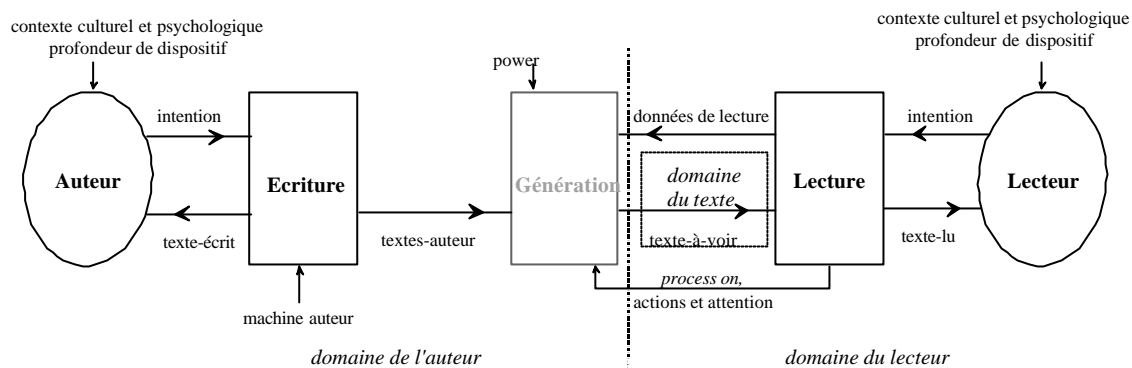 contexte culturel et psychologique
profondeur de dispositif
contexte culturel et psychologique
profondeur de dispositif
power
intention
données de lecture
intention
Auteur
Ecriture
Génération
domaine
du texte
Lecture
Lecteur
texte-écrit
textes-auteur
texte-à-voir
texte-lu
process on,
actions et attention
machine auteur
domaine de l'auteur
domaine du lecteur